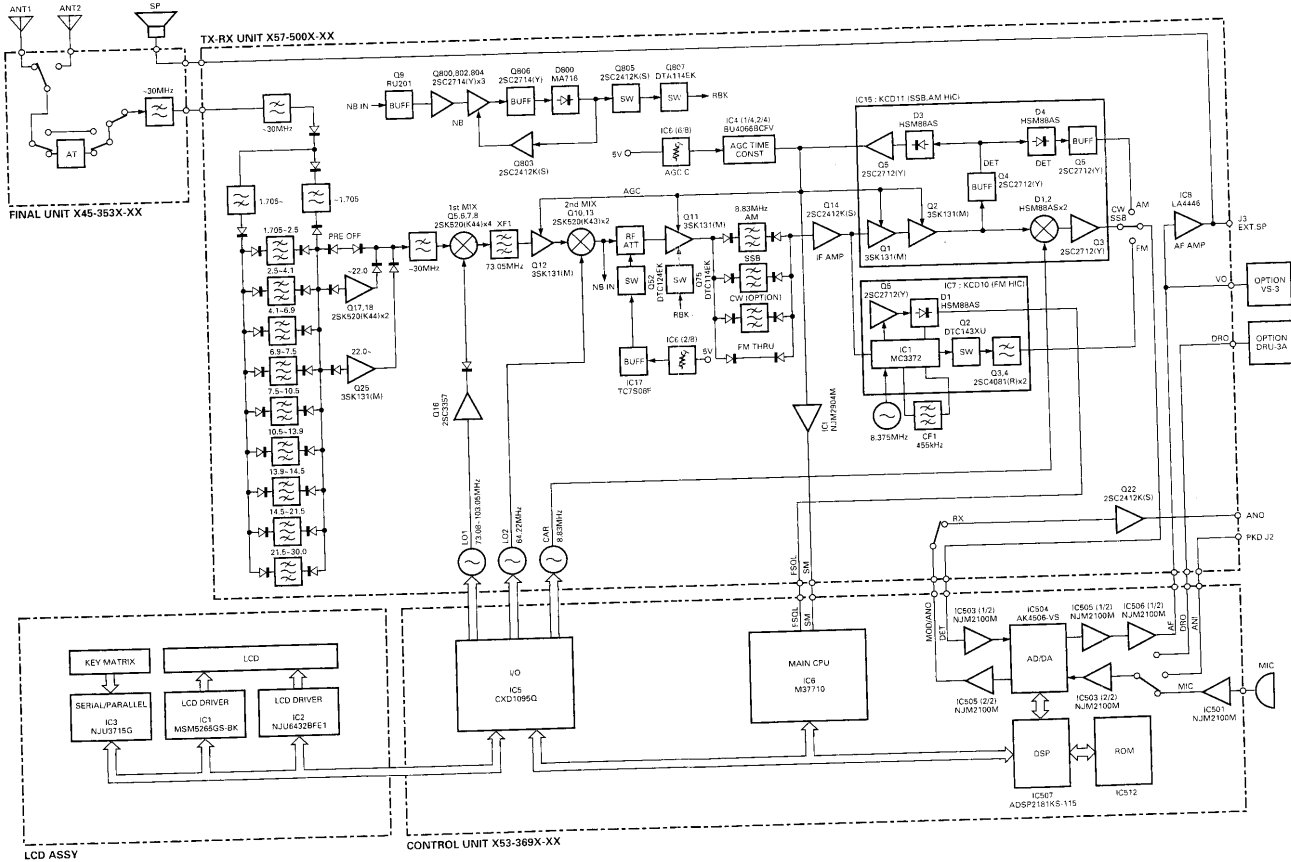 ANT1
ANT2
SP
TX-RX UNIT X57-500X-XX
~30MHz
AT
FINAL UNIT X45-353X-XX
~30MHz
1.705~
~1.705
1.705~2.5
2.5~4.1
4.1~6.9
6.9~7.5
7.5~10.5
10.5~13.9
13.9~14.5
14.5~21.5
21.5~30.0
PRE OFF
~22.0
Q17,18
2SK520(K44)x2
22.0~
Q25
3SK131(M)
NB IN
Q9
RU201
BUFF
Q800,802,804
2SC2714(Y)x3
NB
Q806
2SC2714(Y)
BUFF
D800
MA716
Q805
2SC2412K(S)
SW
Q807
DTA114EK
SW
RBK
Q803
2SC2412K(S)
5V
IC6 (6/8)
AGC C
IC4 (1/4,2/4)
BU4066BCFV
AGC TIME
CONST
AGC
~30MHz
1st MIX
Q5,6,7,8
2SK520(K44)x4
XF1
73.05MHz
Q12
3SK131(M)
2nd MIX
Q10,13
2SK520(K43)x2
NB IN
RF
ATT
SW
Q52
DTC124EK
BUFF
IC17
TC7S08F
IC6 (2/8)
5V
Q11
3SK131(M)
SW
RBK
Q75
DTC114EK
8.83MHz
AM
SSB
CW (OPTION)
FM THRU
Q14
2SC2412K(S)
IF AMP
IC15 : KCD11 (SSB,AM HIC)
Q5
2SC2712(Y)
D3
HSM88AS
D4
HSM88AS
DET
BUFF
Q5
2SC2712(Y)
DET
BUFF
Q4
2SC2712(Y)
Q1
3SK131(M)
Q2
3SK131(M)
D1,2
HSM88ASx2
Q3
2SC2712(Y)
CW
SSB
AM
FM
IC7 : KCD10 (FM HIC)
Q5
2SC2712(Y)
D1
HSM88AS
IC1
MC3372
Q2
DTC143XU
SW
Q3,4
2SC4081(R)x2
8.375MHz
CF1
455kHz
IC8
LA4446
AF AMP
J3
EXT.SP
VO
OPTION
VS-3
DRO
OPTION
DRU-3A
Q16
2SC3357
IC1
NJM2904M
LO1
73.08~103.05MHz
LO2
64.22MHz
CAR
8.83MHz
FSQL
SM
RX
Q22
2SC2412K(S)
ANO
PKD J2
KEY MATRIX
LCD
SERIAL/PARALLEL
IC3
NJU3715G
LCD DRIVER
IC1
MSM5265GS-BK
LCD DRIVER
IC2
NJU6432BFE1
LCD ASSY
I/O
IC5
CXD1095Q
FSQL
SM
MAIN CPU
IC6
M37710
MOD/ANO
DET
IC503 (1/2)
NJM2100M
IC504
AK4506-VS
AD/DA
IC505 (1/2)
NJM2100M
IC506 (1/2)
NJM2100M
AF
DRO
ANI
IC505 (2/2)
NJM2100M
IC503 (2/2)
NJM2100M
MIC
IC501
NJM2100M
MIC
DSP
IC507
ADSP2181KS-115
ROM
IC512
CONTROL UNIT X53-369X-XX